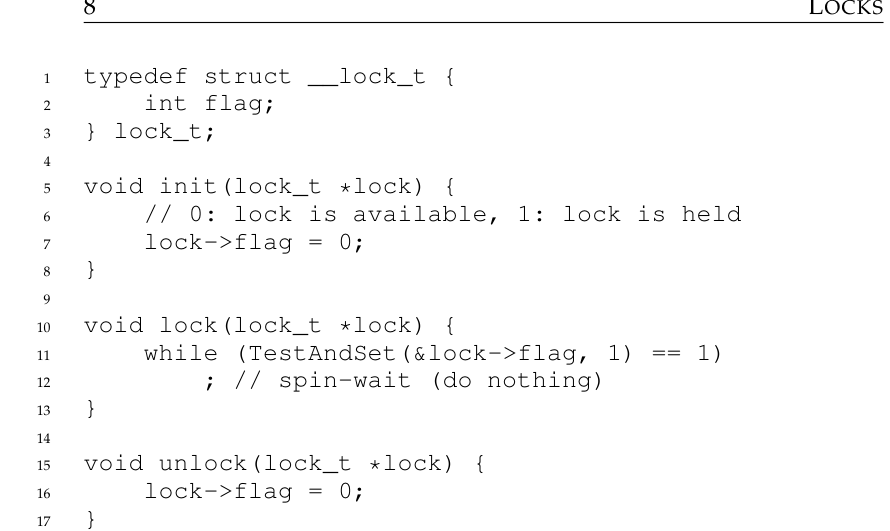 8 LOCKS
1 typedef struct __lock_t {
2     int flag;
3 } lock_t;
4
5 void init(lock_t *lock) {
6     // 0: lock is available, 1: lock is held
7     lock->flag = 0;
8 }
9
10 void lock(lock_t *lock) {
11     while (TestAndSet(&lock->flag, 1) == 1)
12         ; // spin-wait (do nothing)
13 }
14
15 void unlock(lock_t *lock) {
16     lock->flag = 0;
17 }